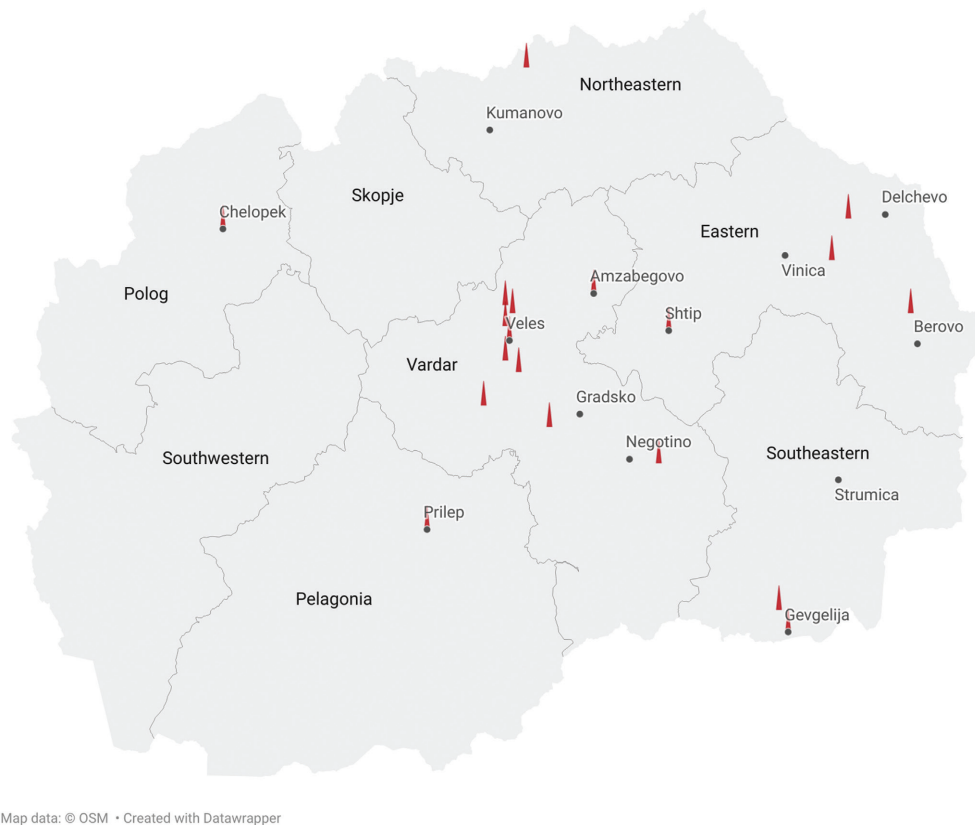 Northeastern
Kumanovo
Skopje
Delchevo
Chelopek
Eastern
Vinica
Amzabegovo
Polog
Shtip
Veles
Berovo
Vardar
Gradsko
Negotino
Southwestern
Southeastern
Strumica
Prilep
Pelagonia
Gevgelija
Map data: © OSM • Created with Datawrapper